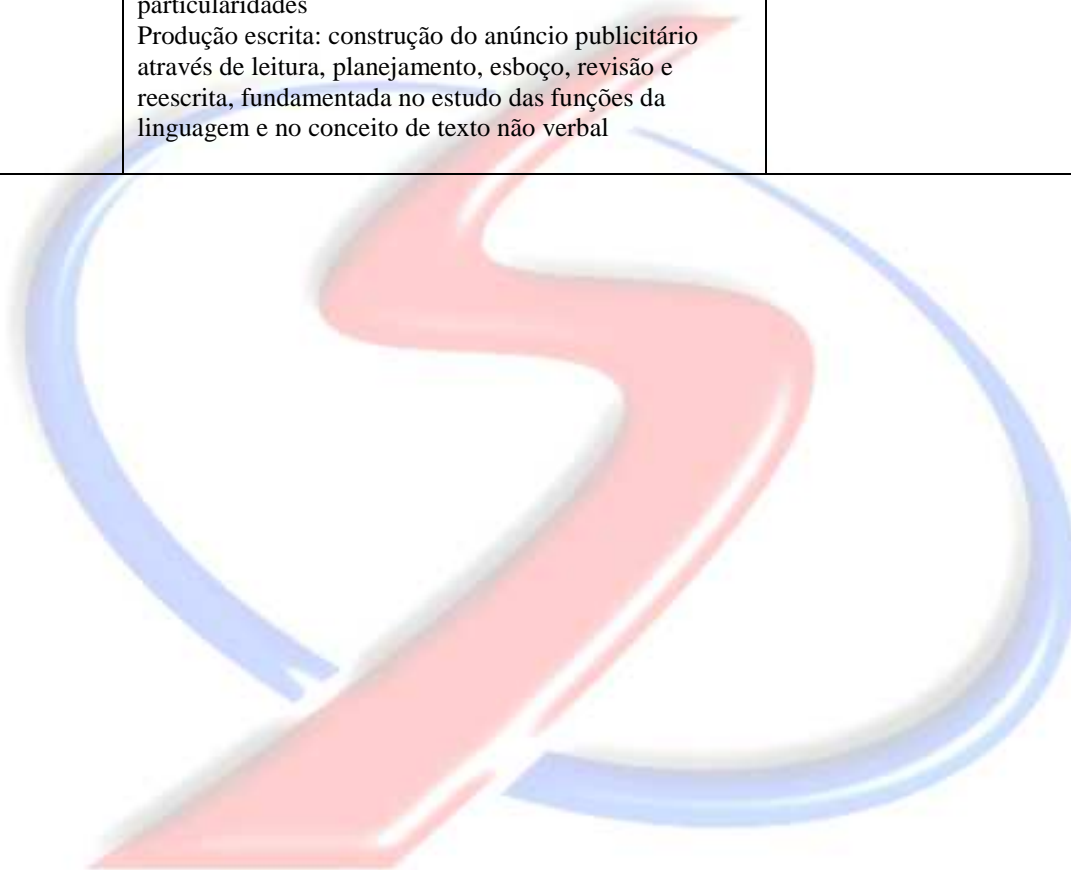 particularidades
Produção escrita: construção do anúncio publicitário
através de leitura, planejamento, esboço, revisão e
reescrita, fundamentada no estudo das funções da
linguagem e no conceito de texto não verbal